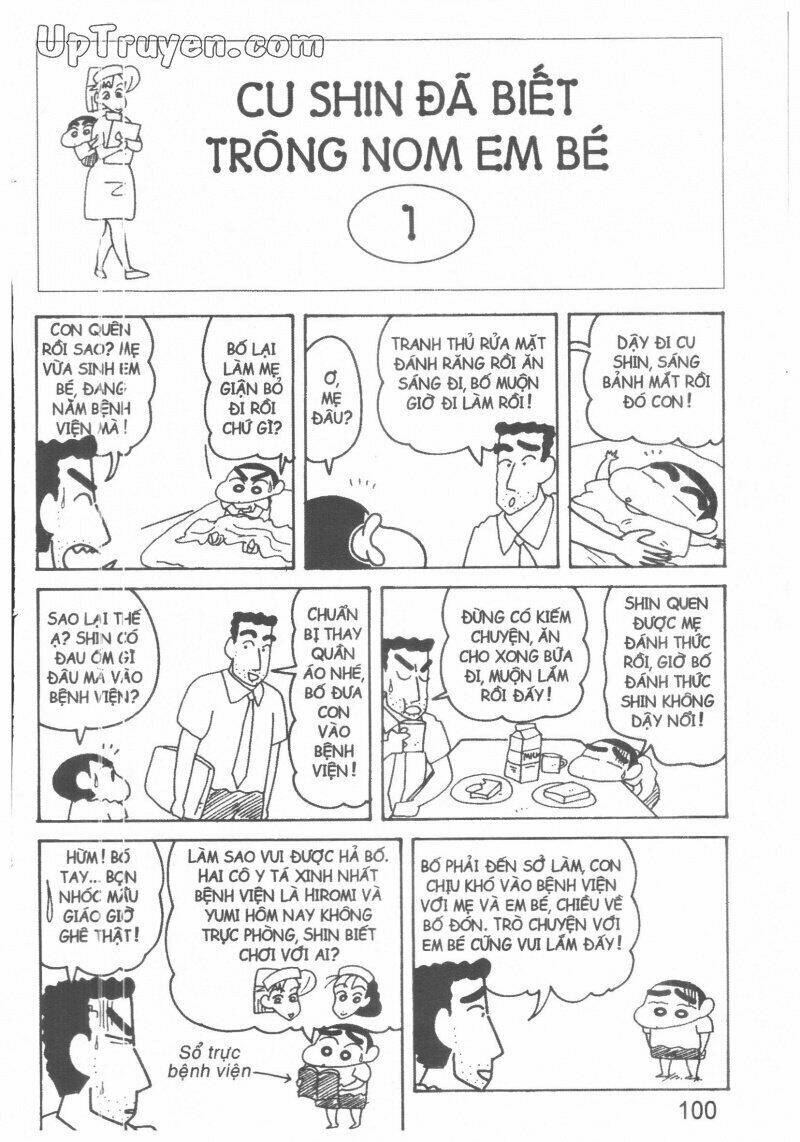 UpTruyen.com
CU SHIN ĐÃ BIẾT
TRÔNG NOM EM BÉ
1
DẬY ĐI CU
SHIN, SÁNG
BẢNH MẮT RỒI
ĐÓ CON!
TRANH THỦ RỬA MẶT
ĐÁNH RĂNG RỒI ĂN
SÁNG ĐI, BỐ MUỘN
GIỜ ĐI LÀM RỒI!
Ơ,
MẸ
ĐÂU?
BỐ LẠI
LÀM MẸ
GIẬN BỎ
ĐI RỒI
CHỨ GÌ?
CON QUÊN
RỒI SAO? MẸ
VỪA SINH EM
BÉ, ĐANG
NẰM BỆNH
VIỆN MÀ!
SHIN QUEN
ĐƯỢC MẸ
ĐÁNH THỨC
RỒI, GIỜ BỐ
ĐÁNH THỨC
SHIN KHÔNG
DẬY NỔI!
ĐỪNG CÓ KIẾM
CHUYỆN, ĂN
CHO XONG BỮA
ĐI, MUỘN LẮM
RỒI ĐẤY!
MILK
CHUẨN
BỊ THAY
QUẦN
ÁO NHÉ,
BỐ ĐƯA
CON
VÀO
BỆNH
VIỆN!
SAO LẠI THẾ
Ạ? SHIN CÓ
ĐAU ỐM GÌ
ĐÂU MÀ VÀO
BỆNH VIỆN?
BỐ PHẢI ĐẾN SỞ LÀM, CON
CHỊU KHÓ VÀO BỆNH VIỆN
VỚI MẸ VÀ EM BÉ, CHIỀU VỀ
BỐ ĐÓN. TRÒ CHUYỆN VỚI
EM BÉ CŨNG VUI LẮM ĐẤY!
LÀM SAO VUI ĐƯỢC HẢ BỐ.
HAI CÔ Y TÁ XINH NHẤT
BỆNH VIỆN LÀ HIROMI VÀ
YUMI HÔM NAY KHÔNG
TRỰC PHÒNG, SHIN BIẾT
CHƠI VỚI AI?
Sổ trực
bệnh viện
HỪM! BÓ
TAY... BỌN
NHÓC MẪU
GIÁO GIỜ
GHÊ THẬT!
100